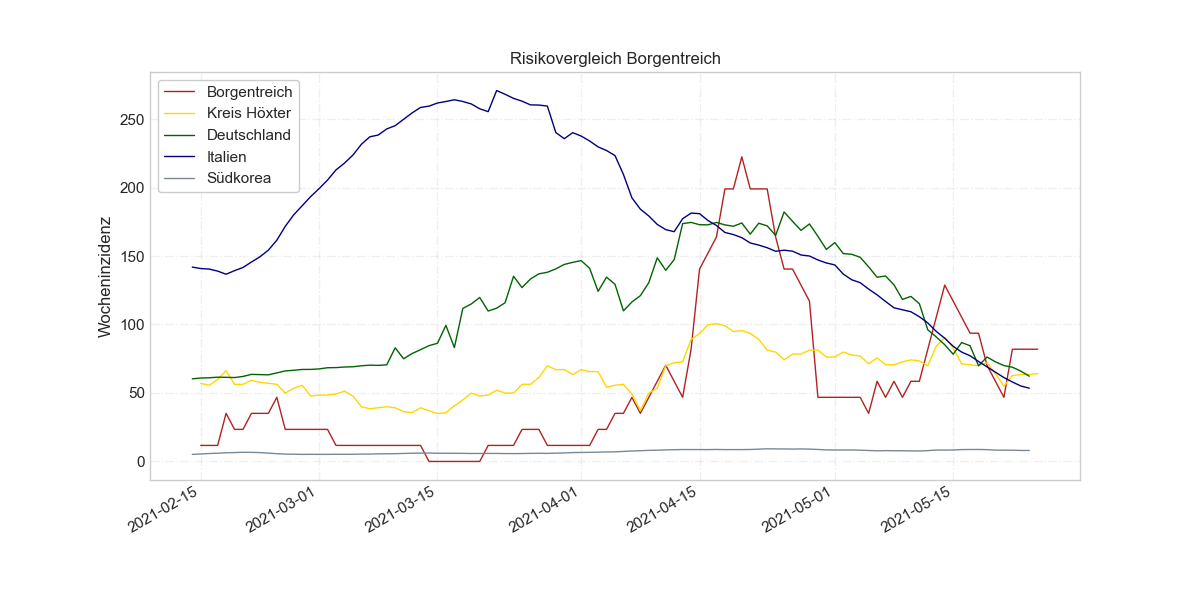 Risikovergleich Borgentreich
Borgentreich
Kreis Höxter
Deutschland
Italien
Südkorea
Wocheninzidenz
250
200
150
100
50
0
2021-02-15
2021-03-01
2021-03-15
2021-04-01
2021-04-15
2021-05-01
2021-05-15